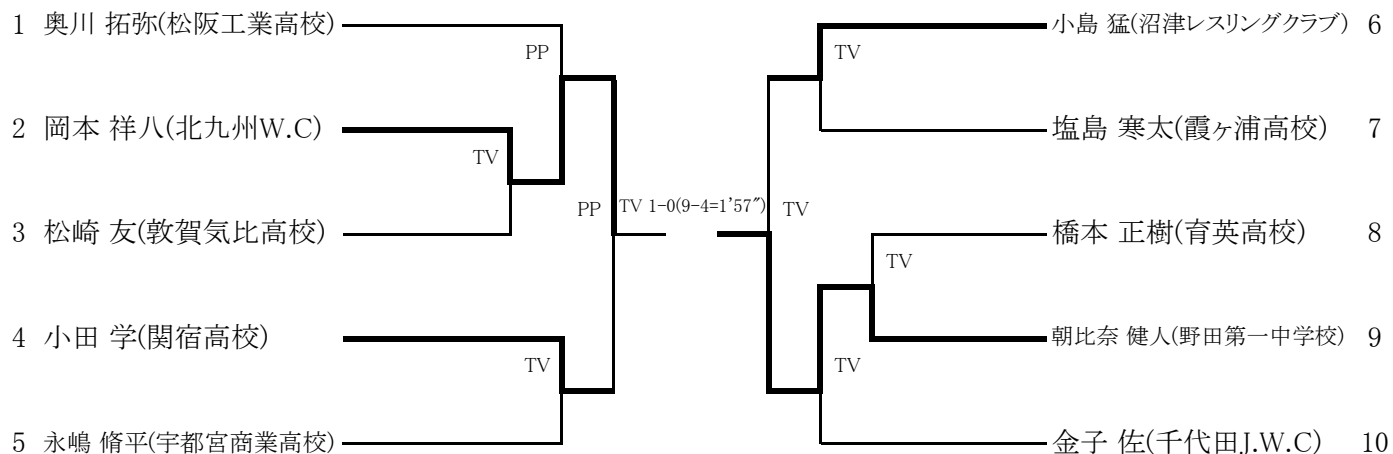 1 奥川 拓弥(松阪工業高校)
小島 猛(沼津レスリングクラブ) 6
PP
TV
2 岡本 祥八(北九州W.C)
塩島 寒太(霞ヶ浦高校) 7
TV
PP
TV 1-0(9-4=1'57")
TV
3 松崎 友(敦賀気比高校)
橋本 正樹(育英高校) 8
TV
4 小田 学(関宿高校)
朝比奈 健人(野田第一中学校) 9
TV
TV
5 永嶋 脩平(宇都宮商業高校)
金子 佐(千代田J.W.C) 10